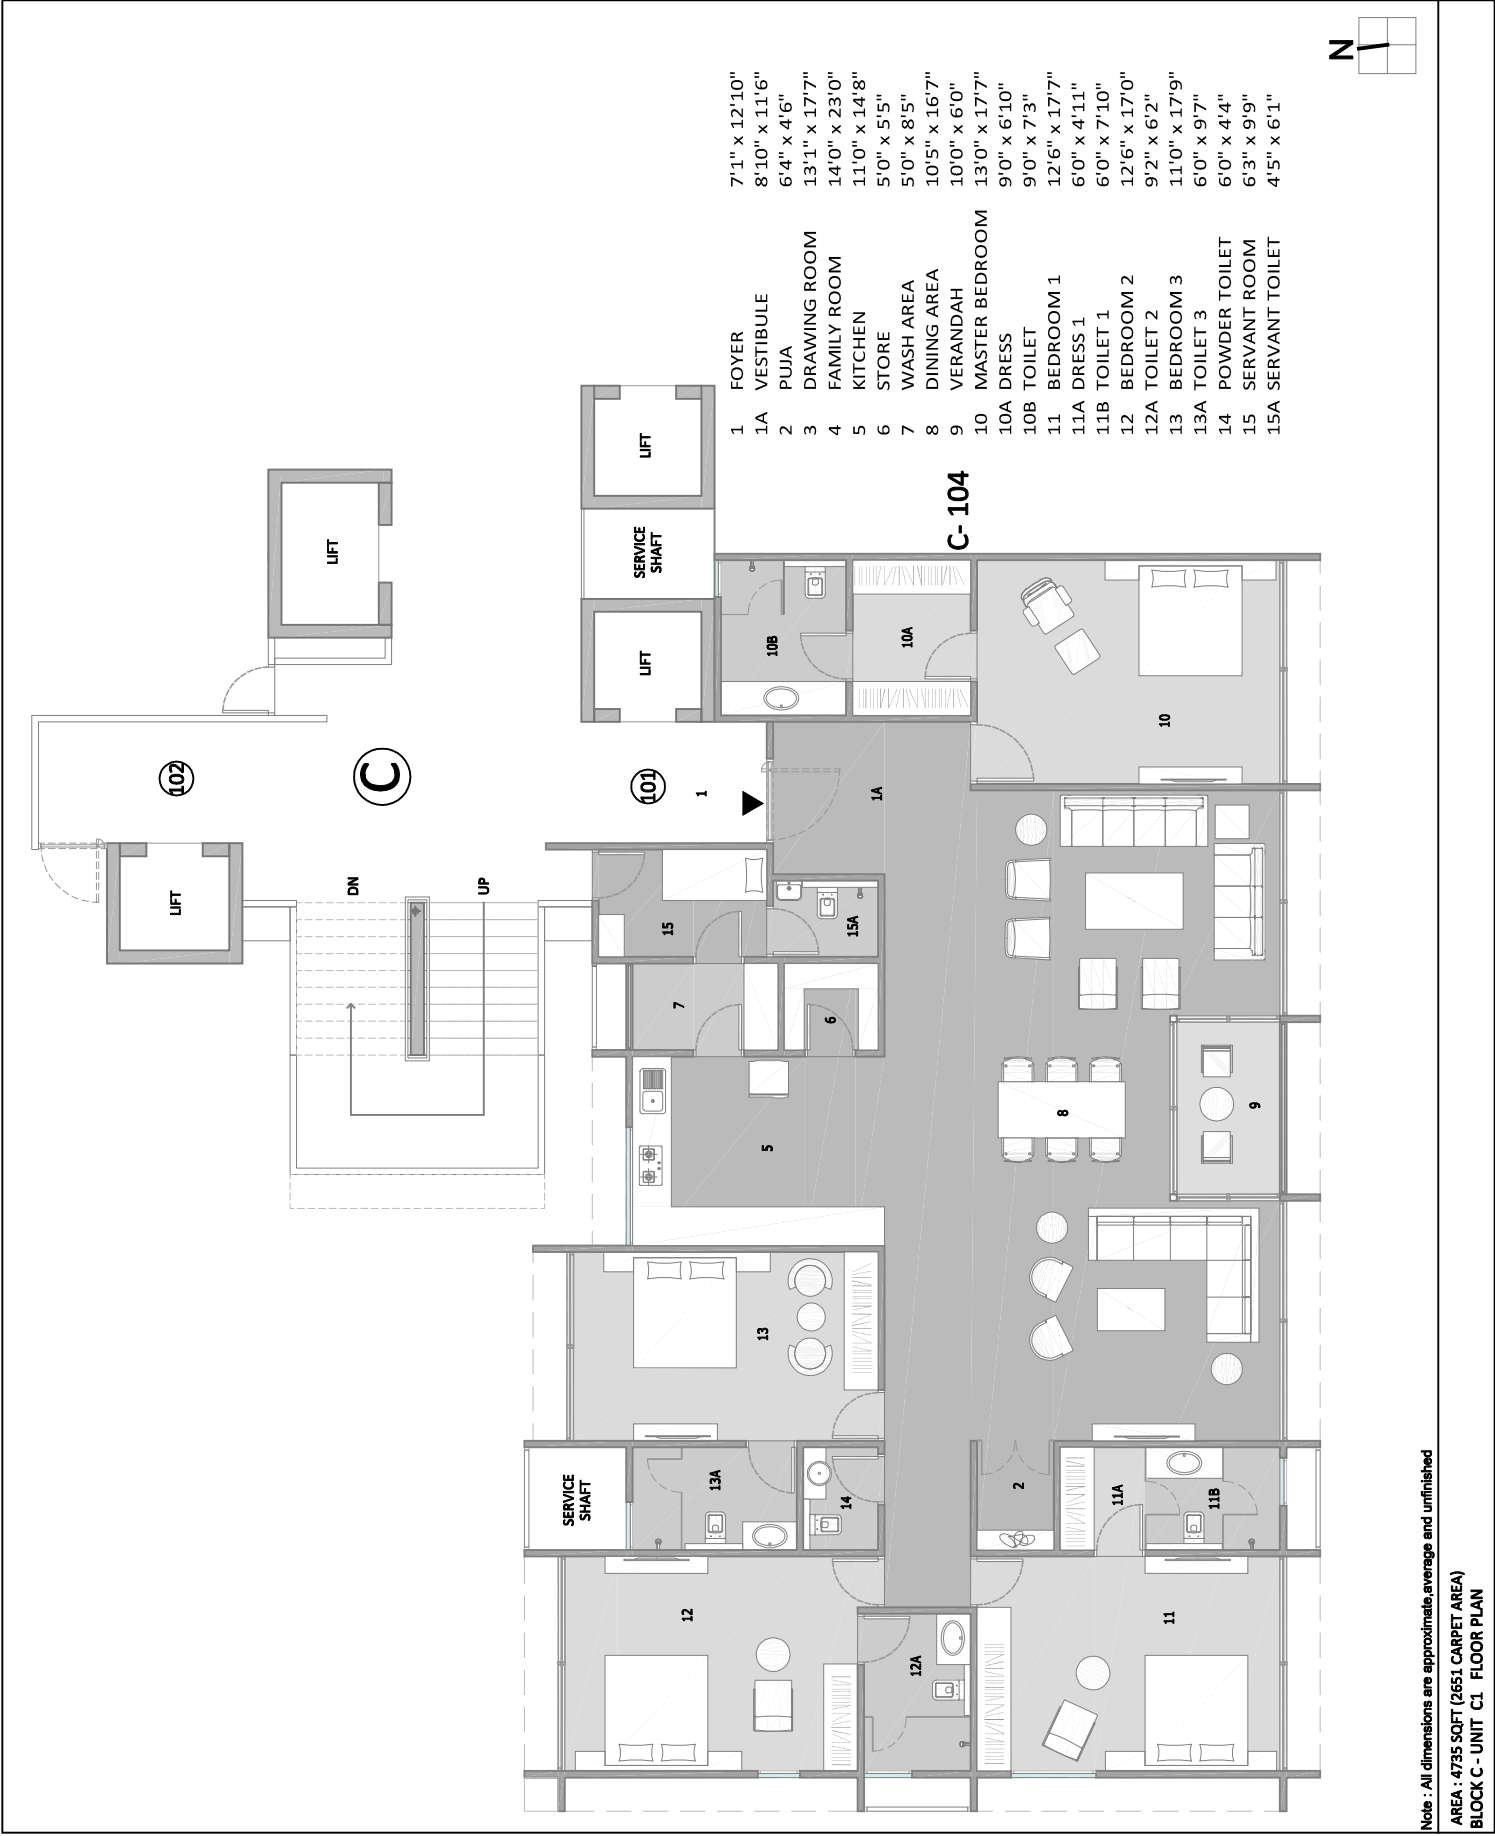 N
1 FOYER 7'1" x 12'10"
1A VESTIBULE 8'10" x 11'6"
2 PUJA 6'4" x 4'6"
3 DRAWING ROOM 13'1" x 17'7"
4 FAMILY ROOM 14'0" x 23'0"
5 KITCHEN 11'0" x 14'8"
6 STORE 5'0" x 5'5"
7 WASH AREA 5'0" x 8'5"
8 DINING AREA 10'5" x 16'7"
9 VERANDAH 10'0" x 6'0"
10 MASTER BEDROOM 13'0" x 17'7"
10A DRESS 9'0" x 6'10"
10B TOILET 9'0" x 7'3"
11 BEDROOM 1 12'6" x 17'7"
11A DRESS 1 6'0" x 4'11"
11B TOILET 1 6'0" x 7'10"
12 BEDROOM 2 12'6" x 17'0"
12A TOILET 2 9'2" x 6'2"
13 BEDROOM 3 11'0" x 17'9"
13A TOILET 3 6'0" x 9'7"
14 POWDER TOILET 6'0" x 4'4"
15 SERVANT ROOM 6'3" x 9'9"
15A SERVANT TOILET 4'5" x 6'1"
C- 104
LIFT
LIFT
SERVICE
SHAFT
LIFT
LIFT
102
C
101
1
DN
UP
10B
10A
10
1A
15
15A
7
6
5
8
9
13
SERVICE
SHAFT
13A
14
2
11A
11B
12
12A
11
Note : All dimensions are approximate,average and unfinished
AREA : 4735 SQFT (2651 CARPET AREA)
BLOCK C - UNIT C1 FLOOR PLAN